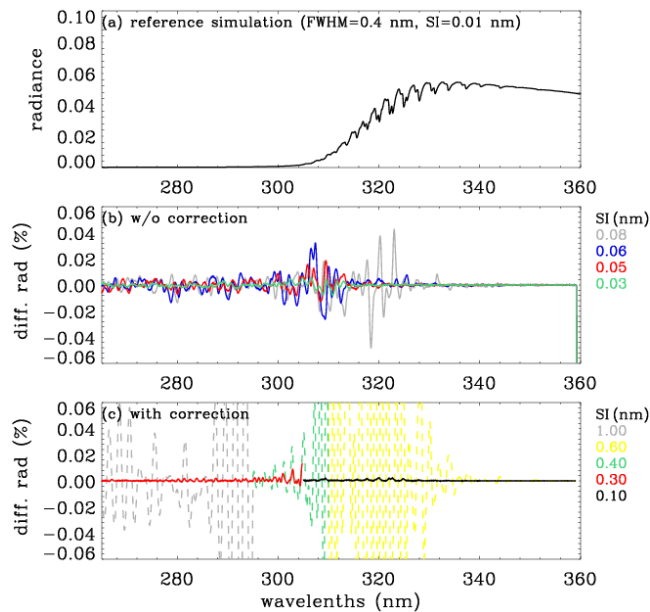 (a) reference simulation (FWHM=0.4 nm, SI=0.01 nm)
radiance
0.10
0.08
0.06
0.04
0.02
0.00
280 300 320 340 360
(b) w/o correction
diff. rad (%)
0.06
0.04
0.02
0.00
-0.02
-0.04
-0.06
280 300 320 340 360
SI (nm)
0.08
0.06
0.05
0.03
(c) with correction
diff. rad (%)
0.06
0.04
0.02
0.00
-0.02
-0.04
-0.06
280 300 320 340 360
SI (nm)
1.00
0.60
0.40
0.30
0.10
wavelenths (nm)